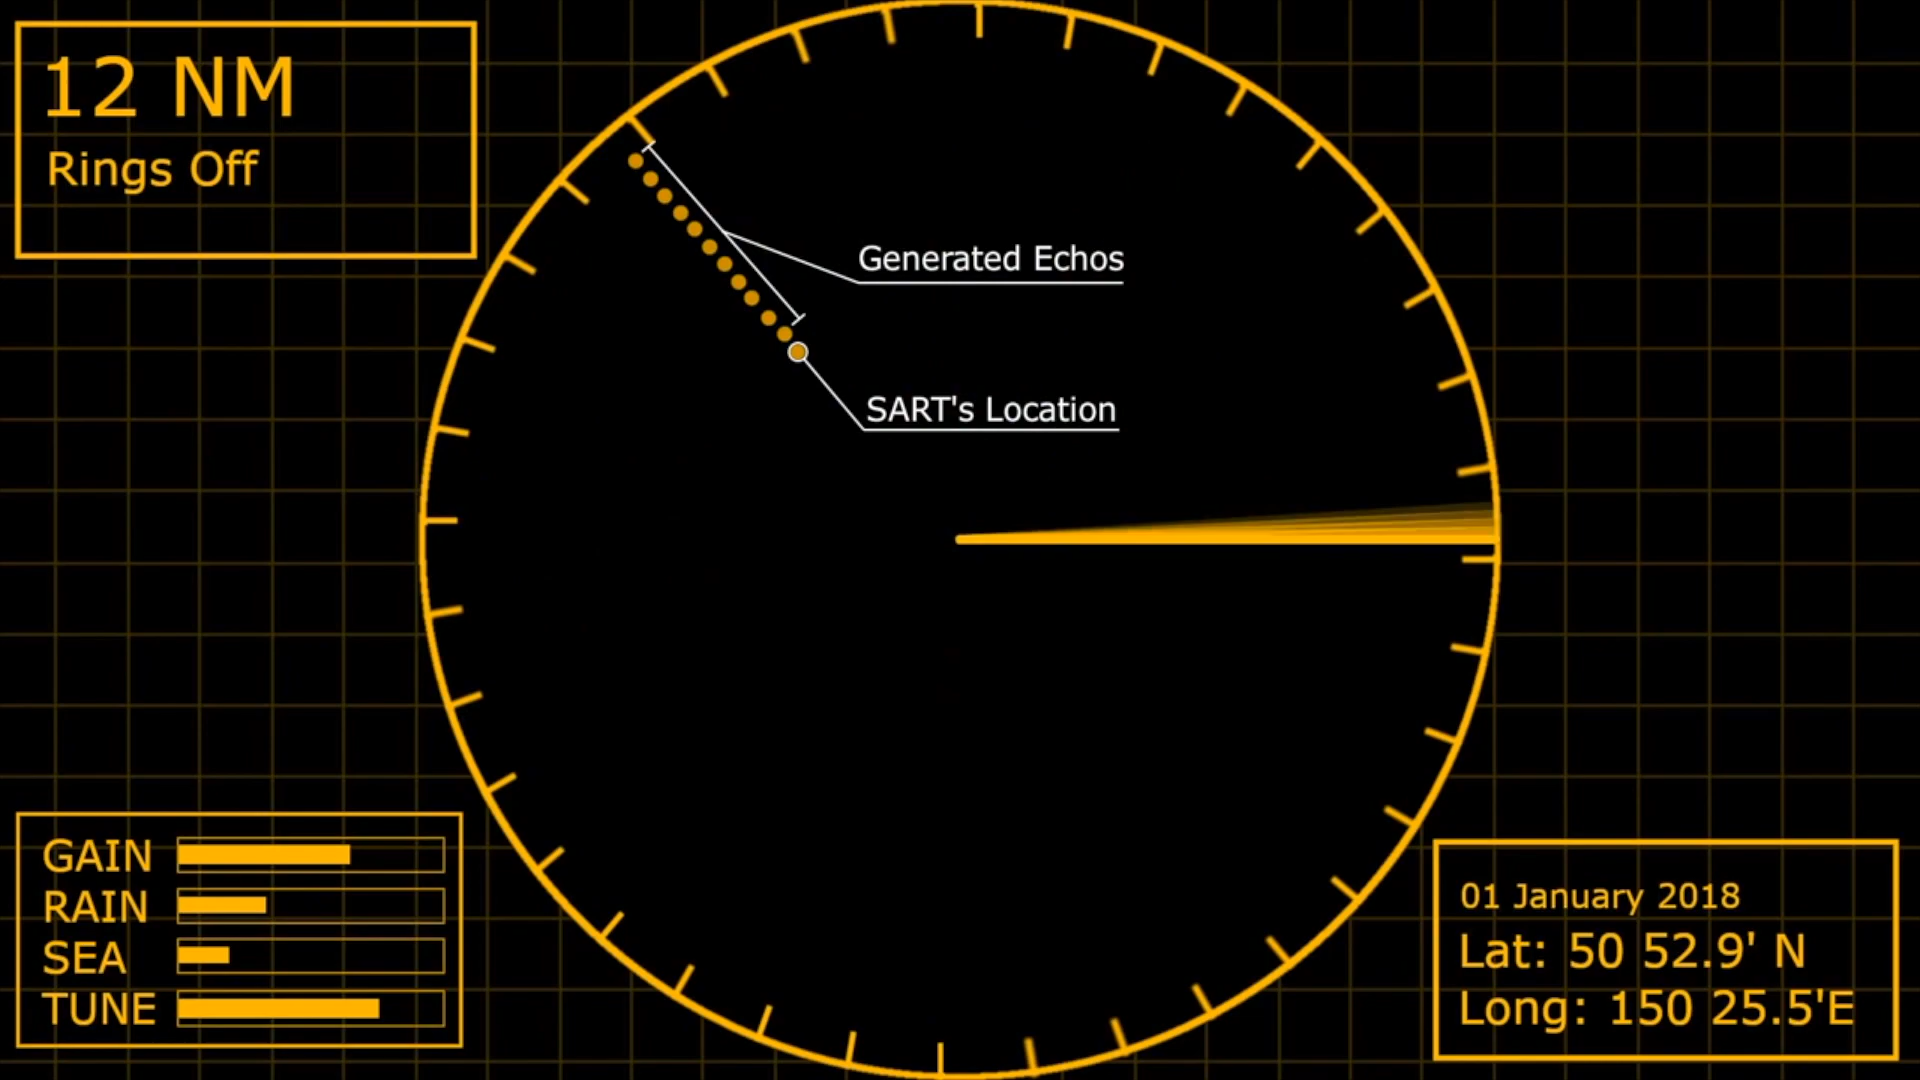 12 NM
Rings Off
Generated Echos
SART's Location
GAIN
RAIN
SEA
TUNE
01 January 2018
Lat: 50 52.9' N
Long: 150 25.5'E